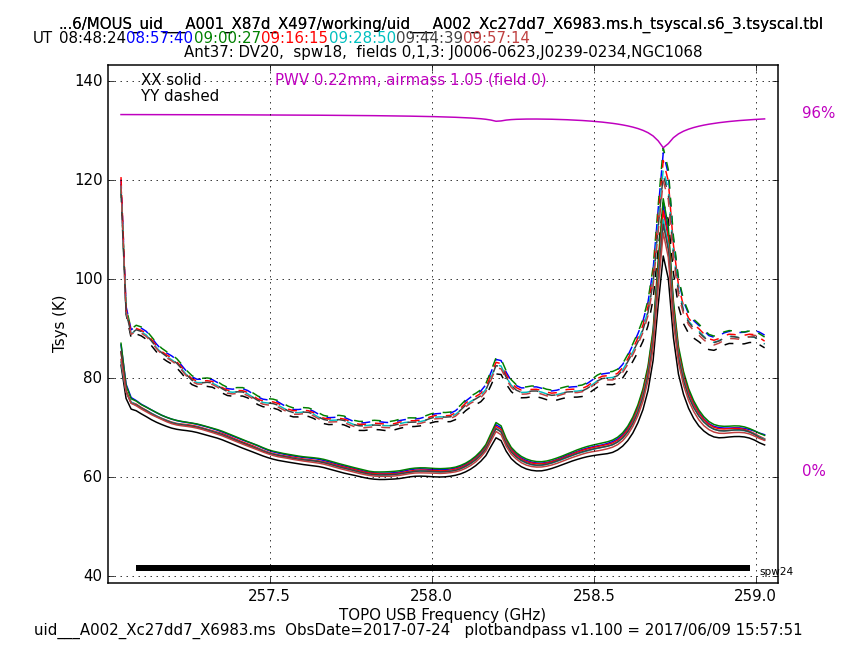 ...6/MOUS_uid___A001_X87d_X497/working/uid___A002_Xc27dd7_X6983.ms.h_tsyscal.s6_3.tsyscal.tbl
UT 08:48:24 08:57:40 09:00:27 09:16:15 09:28:50 09:44:39 09:57:14
Ant37: DV20, spw18, fields 0,1,3: J0006-0623,J0239-0234,NGC1068
XX solid
YY dashed
PWV 0.22mm, airmass 1.05 (field 0)
96%
0%
140
120
100
80
60
40
Tsys (K)
spw24
257.5 258.0 258.5 259.0
TOPO USB Frequency (GHz)
uid___A002_Xc27dd7_X6983.ms ObsDate=2017-07-24 plotbandpass v1.100 = 2017/06/09 15:57:51